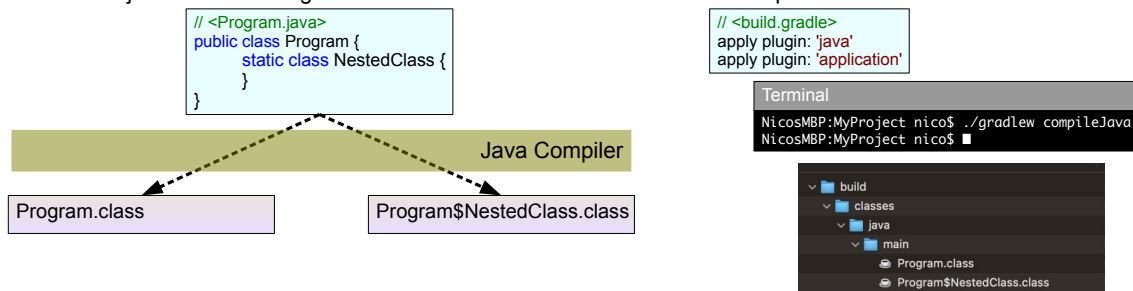 // <Program.java>
public class Program {
static class NestedClass {
}
}
Java Compiler
Program.class
Program$NestedClass.class
// <build.gradle>
apply plugin: 'java'
apply plugin: 'application'
Terminal
NicosMBP:MyProject nico$ ./gradlew compileJava
NicosMBP:MyProject nico$
build
classes
java
main
Program.class
Program$NestedClass.class